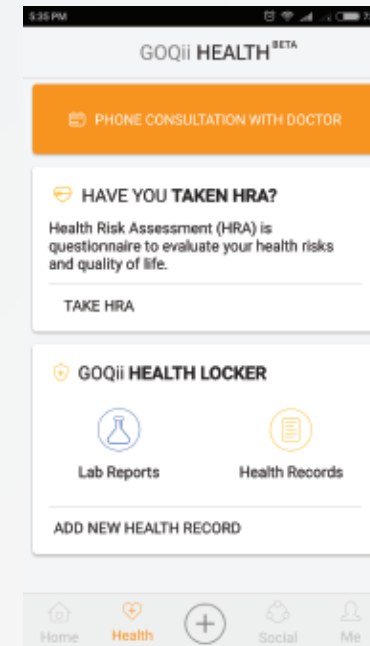 5:35 PM
GOQii HEALTH BETA
PHONE CONSULTATION WITH DOCTOR
HAVE YOU TAKEN HRA?
Health Risk Assessment (HRA) is
questionnaire to evaluate your health risks
and quality of life.
TAKE HRA
GOQii HEALTH LOCKER
Lab Reports
Health Records
ADD NEW HEALTH RECORD
Home
Health
Social
Me